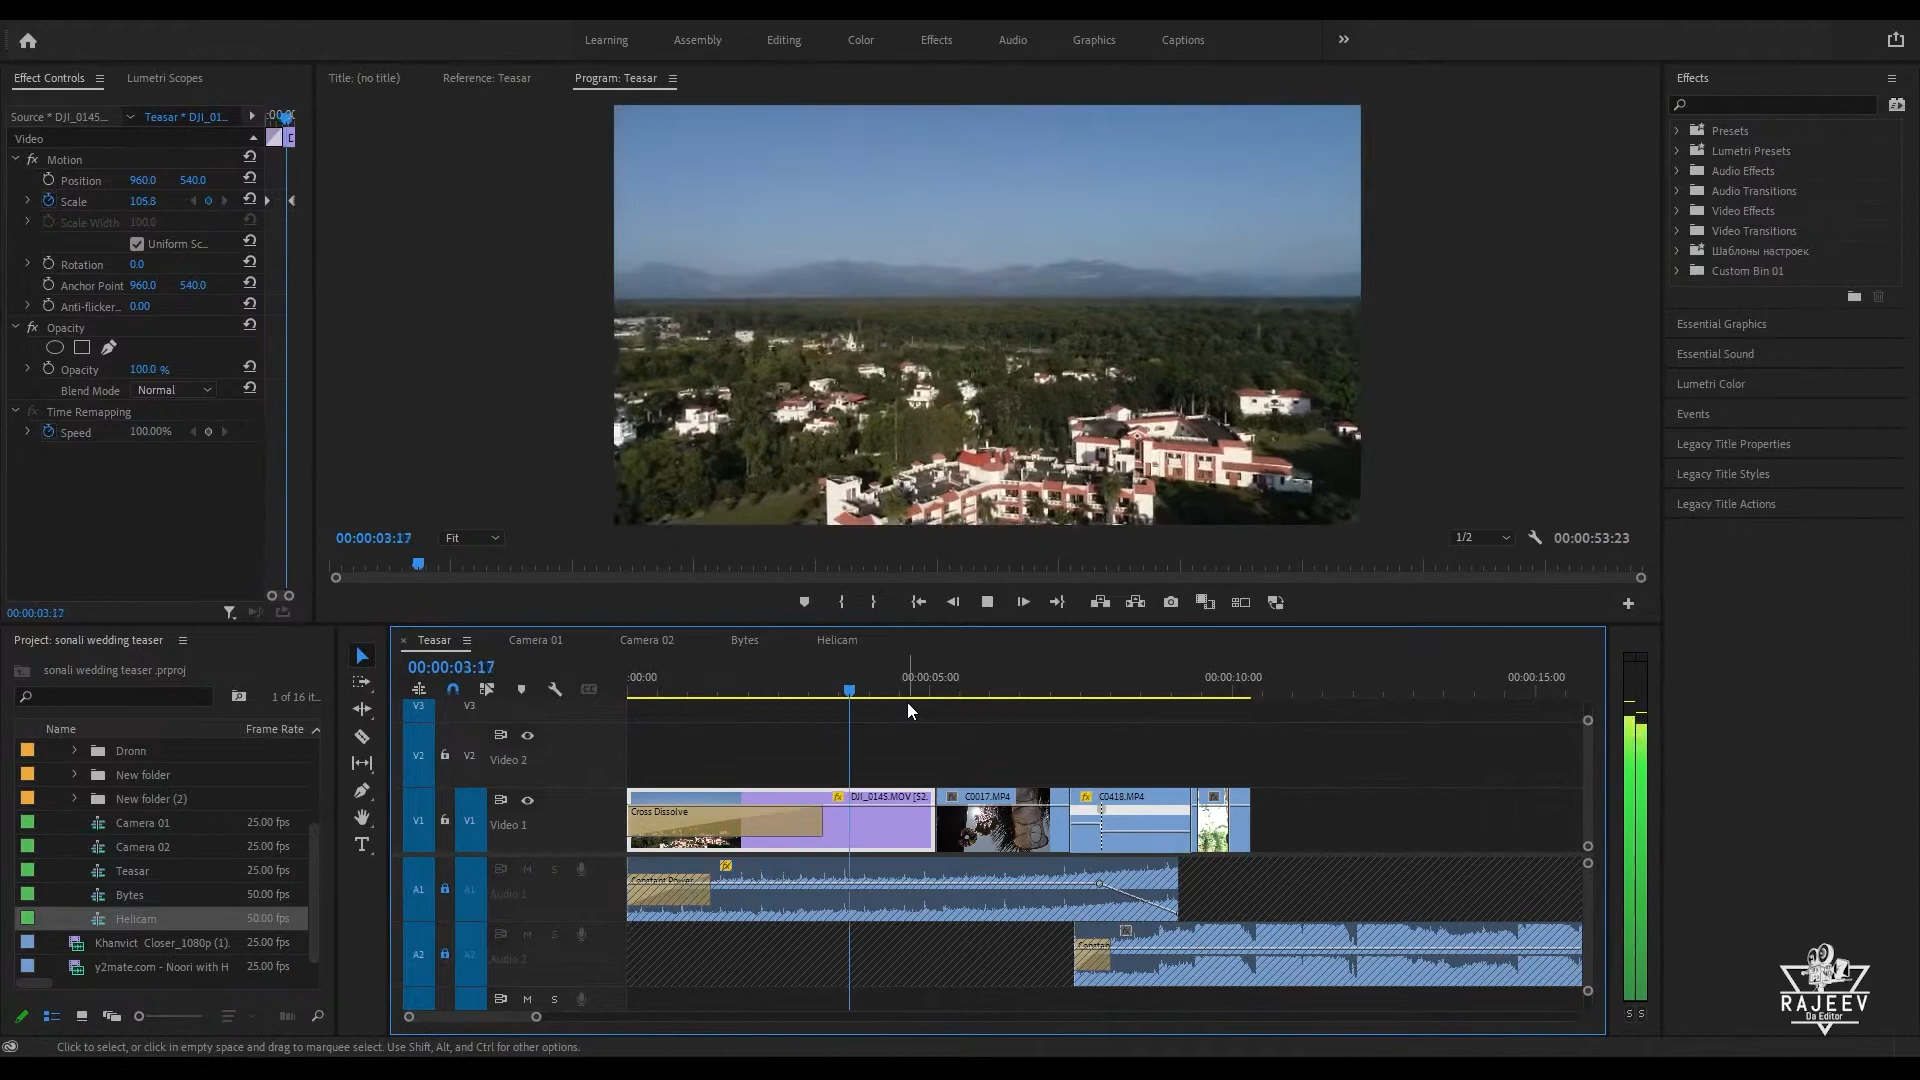 Learning Assembly Editing Color Effects Audio Graphics Captions
Effect Controls Lumetri Scopes
Title: (no title) Reference: Teasar Program: Teasar
Effects
Source * DJI_0145... Teasar * DJI_01...
Video
Motion
Position 960.0 540.0
Scale 105.8
Scale Width 100.0
Uniform Sc...
Rotation 0.0
Anchor Point 960.0 540.0
Anti-flicker... 0.00
Opacity
Opacity 100.0 %
Blend Mode Normal
Time Remapping
Speed 100.00%
00:00:03:17
Presets
Lumetri Presets
Audio Effects
Audio Transitions
Video Effects
Video Transitions
Шаблоны настроек
Custom Bin 01
Essential Graphics
Essential Sound
Lumetri Color
Events
Legacy Title Properties
Legacy Title Styles
Legacy Title Actions
00:00:03:17 Fit 1/2 00:00:53:23
Project: sonali wedding teaser
sonali wedding teaser .prproj
1 of 16 it...
Name Frame Rate
Dronn
New folder
New folder (2)
Camera 01 25.00 fps
Camera 02 25.00 fps
Teasar 25.00 fps
Bytes 50.00 fps
Helicam 50.00 fps
Khanvict Closer_1080p (1). 25.00 fps
y2mate.com - Noori with H 25.00 fps
Teasar Camera 01 Camera 02 Bytes Helicam
00:00:03:17
:00:00 00:00:05:00 00:00:10:00 00:00:15:00
V3 V3
V2 V2 Video 2
V1 V1 Video 1
DJI_0145.MOV [52. C0017.MP4 C0418.MP4
Cross Dissolve
A1 A1 Audio 1
M S
Constant Power
A2 A2 Audio 2
M S
Constan
M S
S S
RAJEEV
Da Editor
Click to select, or click in empty space and drag to marquee select. Use Shift, Alt, and Ctrl for other options.